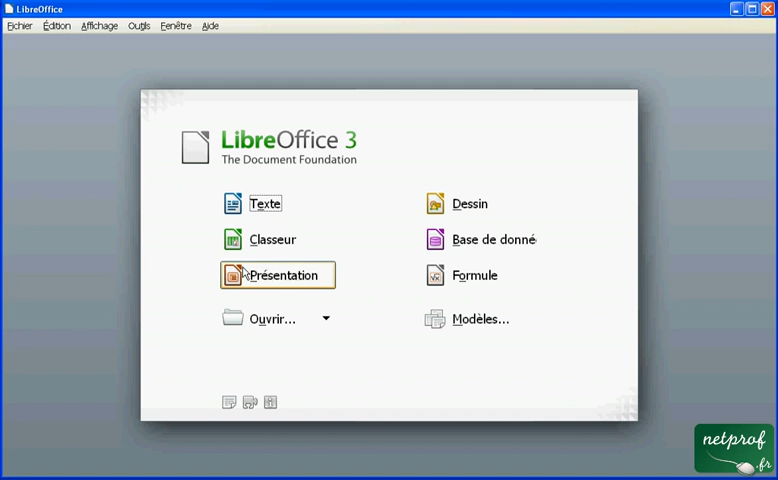 LibreOffice
Fichier Édition Affichage Outils Fenêtre Aide
LibreOffice 3
The Document Foundation
Texte
Dessin
Classeur
Base de donné
Présentation
Formule
Ouvrir...
Modèles...
netprof
.fr